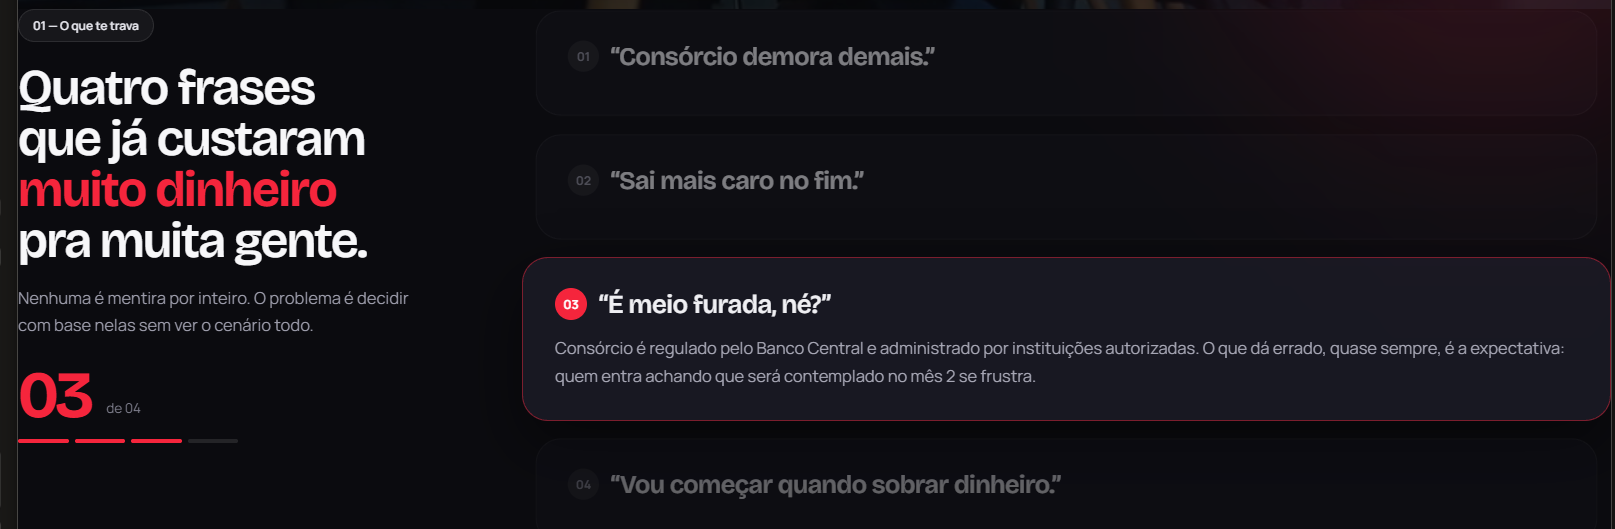 01 — O que te trava
Quatro frases
que já custaram
muito dinheiro
pra muita gente.
Nenhuma é mentira por inteiro. O problema é decidir
com base nelas sem ver o cenário todo.
03 de 04
01 “Consórcio demora demais.”
02 “Sai mais caro no fim.”
03 “É meio furada, né?”
Consórcio é regulado pelo Banco Central e administrado por instituições autorizadas. O que dá errado, quase sempre, é a expectativa:
quem entra achando que será contemplado no mês 2 se frustra.
04 “Vou começar quando sobrar dinheiro.”